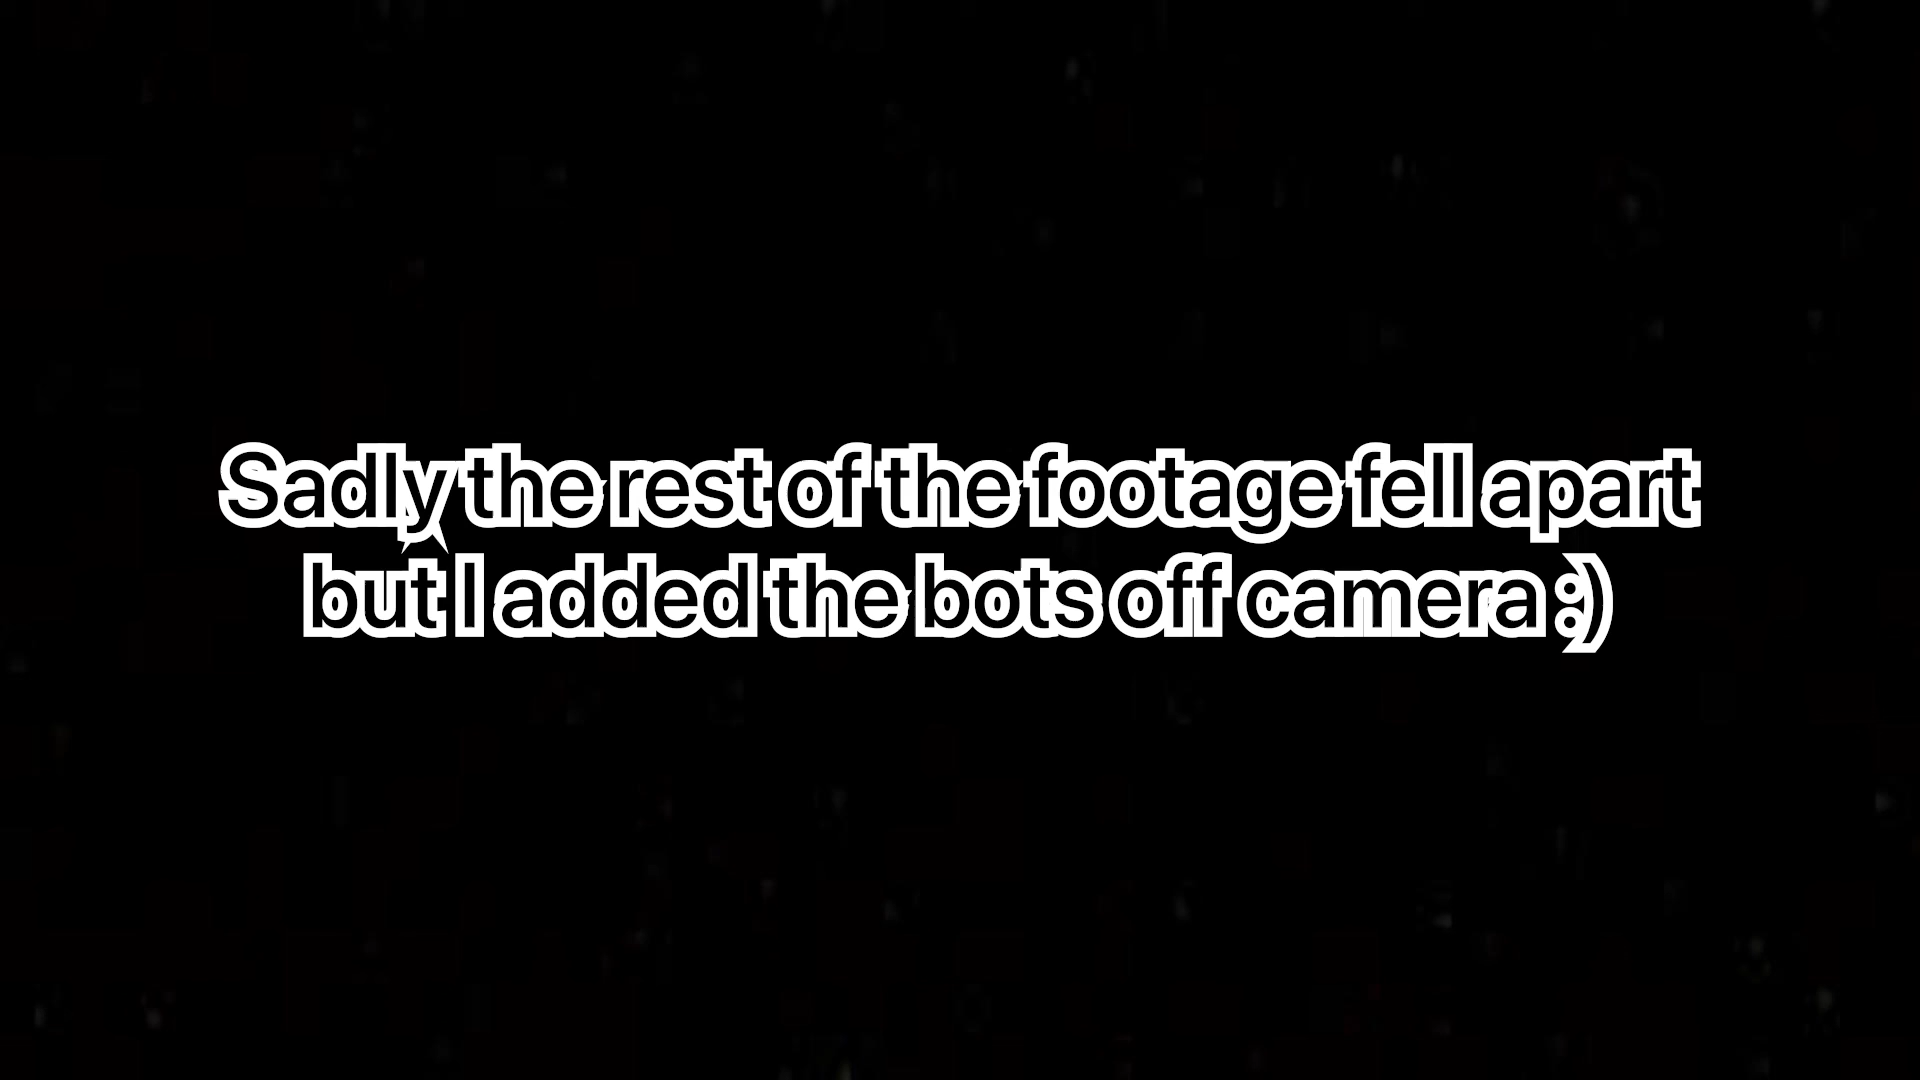 Sadly the rest of the footage fell apart
but I added the bots off camera :)